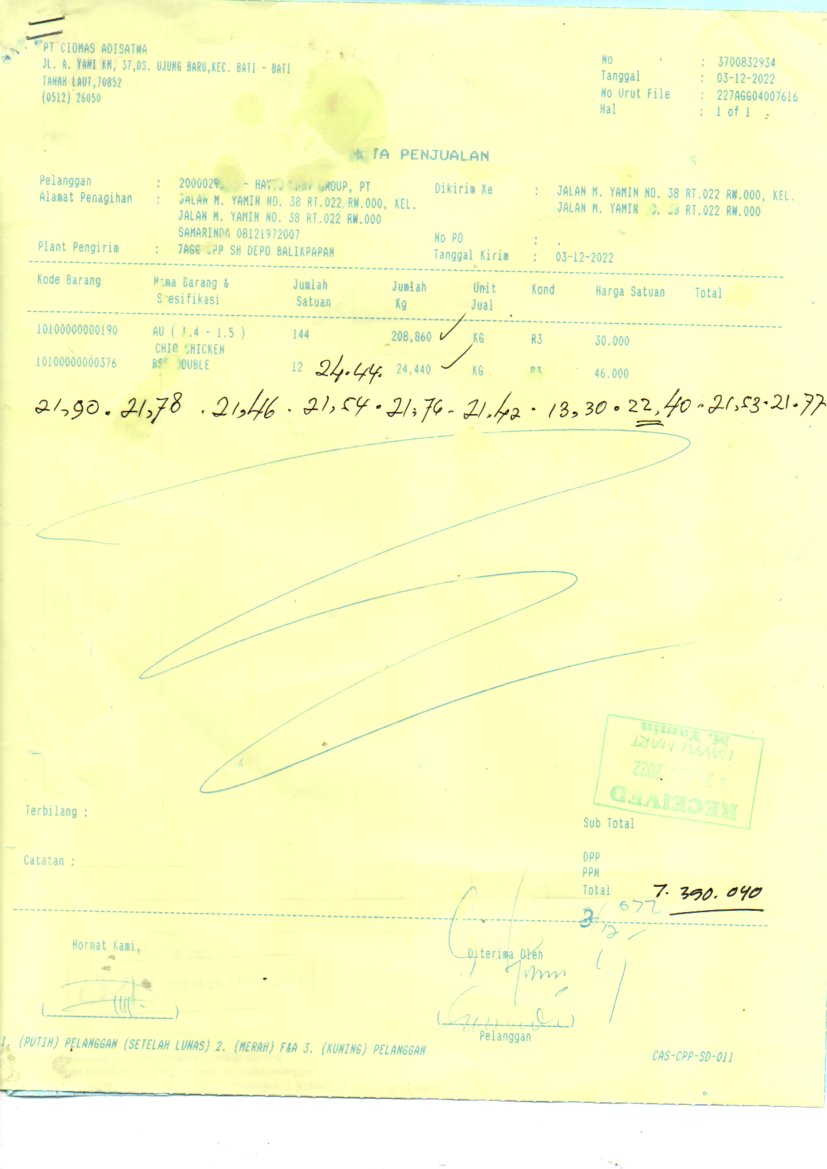 PT CIOMAS ADISATWA
JL. A. YANI KM, 37,DS. UJUNG BARU,KEC. BATI - BATI
TANAH LAUT,70852
(0512) 26050
No : 3700832934
Tanggal : 03-12-2022
No Urut File : 227AGG04007616
Hal : 1 of 1
TA PENJUALAN
Pelanggan : GROUP, PT
Alamat Penagihan : JALAN M. YAMIN NO. 38 RT.022 RW.000, KEL.
JALAN M. YAMIN NO. 38 RT.022 RW.000
SAMARINDA 08121972007
Plant Pengirim : SH DEPO BALIKPAPAN
Dikirim Ke : JALAN M. YAMIN NO. 38 RT.022 RW.000, KEL.
JALAN M. YAMIN RT.022 RW.000
No PO : .
Tanggal Kirim : 03-12-2022
Kode Barang Jumlah Jumlah Unit Kond Harga Satuan Total
Satuan Kg Jual
10100000000190 AU ( 1.4 - 1.5 ) 144 208,860 KG R3 30.000
CHICKEN
10100000000376 12 24.44. 24,440 KG 46.000
21,90 . 21,78 . 21,46 . 21,54 . 21,76 - 21,42 . 13,30 . 22,40 - 21,53 . 21.77
RECEIVED
2022
M. Yamin
Terbilang :
Sub Total
Catatan :
DPP
PPN
Total 7.390.040
Hormat Kami,
Diterima Oleh
Pelanggan
1. (PUTIH) PELANGGAN (SETELAH LUNAS) 2. (MERAH) F&A 3. (KUNING) PELANGGAN
CAS-CPP-SD-011